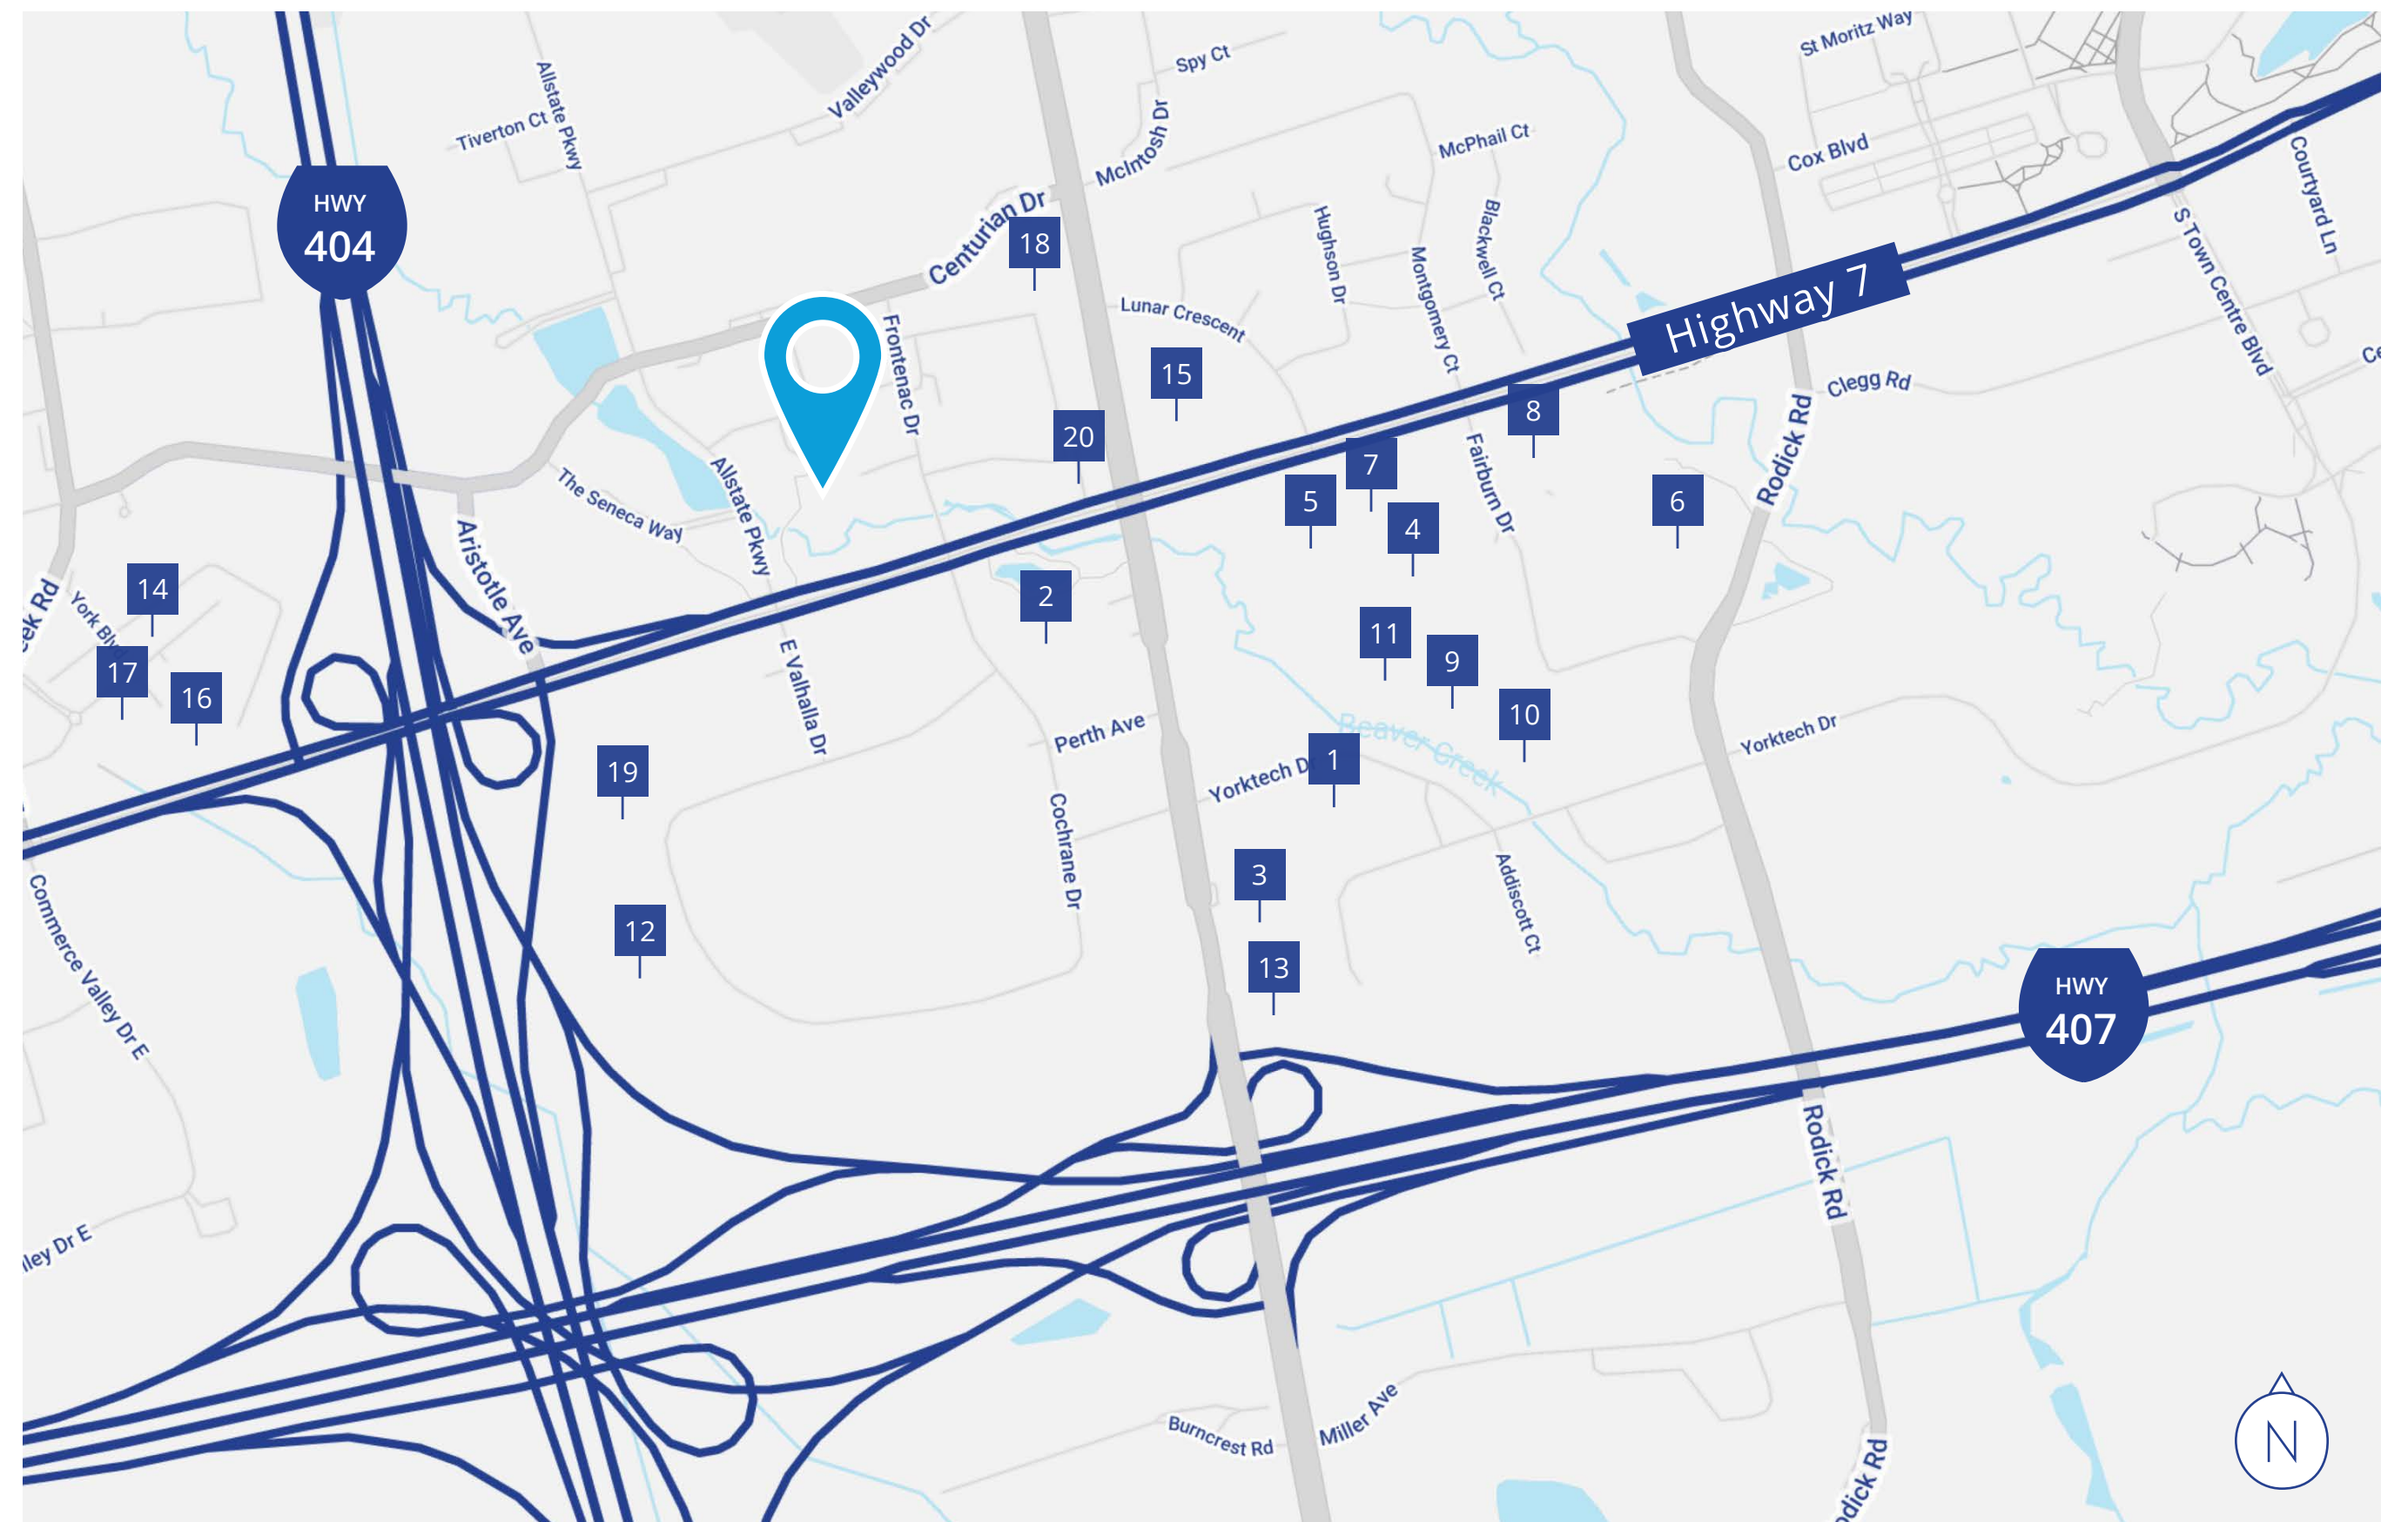 St Moritz Way
Valleywood Dr
Spy Ct
Allstate Pkwy
Tiverton Ct
McIntosh Dr
McPhail Ct
Cox Blvd
Courtyard Ln
HWY
404
Centurian Dr
18
Hughson Dr
Blackwell Ct
S Town Centre Blvd
Montgomery Ct
Highway 7
Lunar Crescent
Frontenac Dr
15
Clegg Rd
8
20
Rodick Rd
7
Fairburn Dr
5
4
6
The Seneca Way
Allstate Pkwy
Aristotle Ave
14
York Blvd
2
11
9
17
16
E Valhalla Dr
10
Perth Ave
Beaver Creek
Yorktech Dr
Yorktech D
1
19
Cochrane Dr
3
Addiscott Ct
Commerce Valley Dr E
12
13
HWY
407
Rodick Rd
ley Dr E
Miller Ave
Burncrest Rd
odick Rd
N